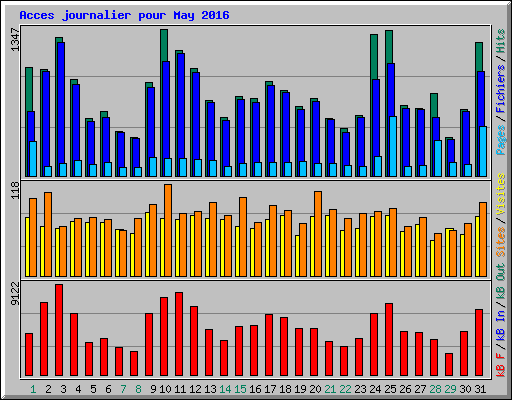 Acces journalier pour May 2016
1347
Pages / Fichiers / Hits
118
Sites / Visites
9122
kB F / kB In / kB Out
1 2 3 4 5 6 7 8 9 10 11 12 13 14 15 16 17 18 19 20 21 22 23 24 25 26 27 28 29 30 31